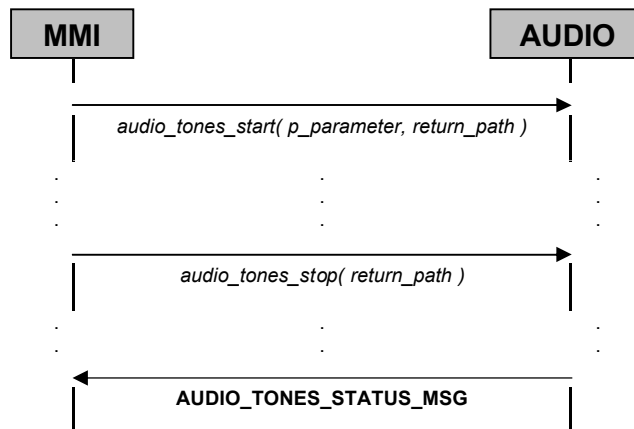 MMI AUDIO
audio_tones_start( p_parameter, return_path )
. . .
. . .
. . .
audio_tones_stop( return_path )
. . .
. . .
AUDIO_TONES_STATUS_MSG